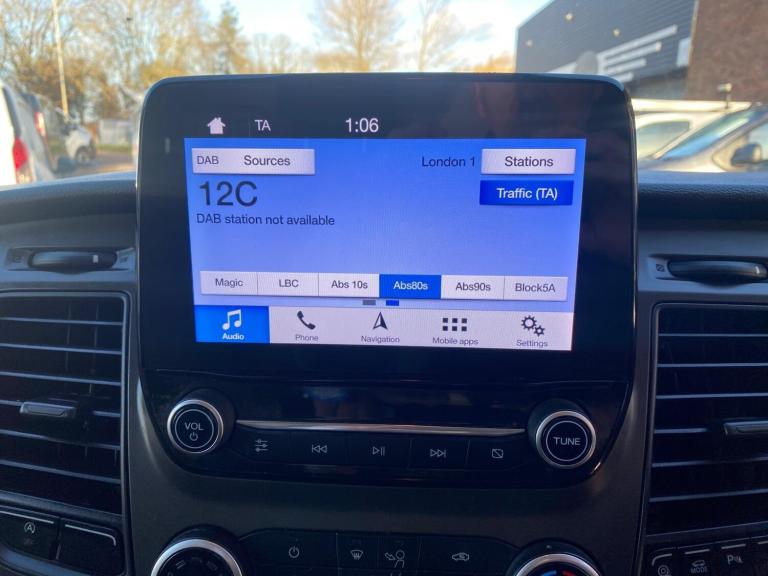 TA 1:06
DAB Sources London 1 Stations
12C Traffic (TA)
DAB station not available
Magic LBC Abs 10s Abs80s Abs90s Block5A
Audio Phone Navigation Mobile apps Settings
VOL TUNE
A
MODE